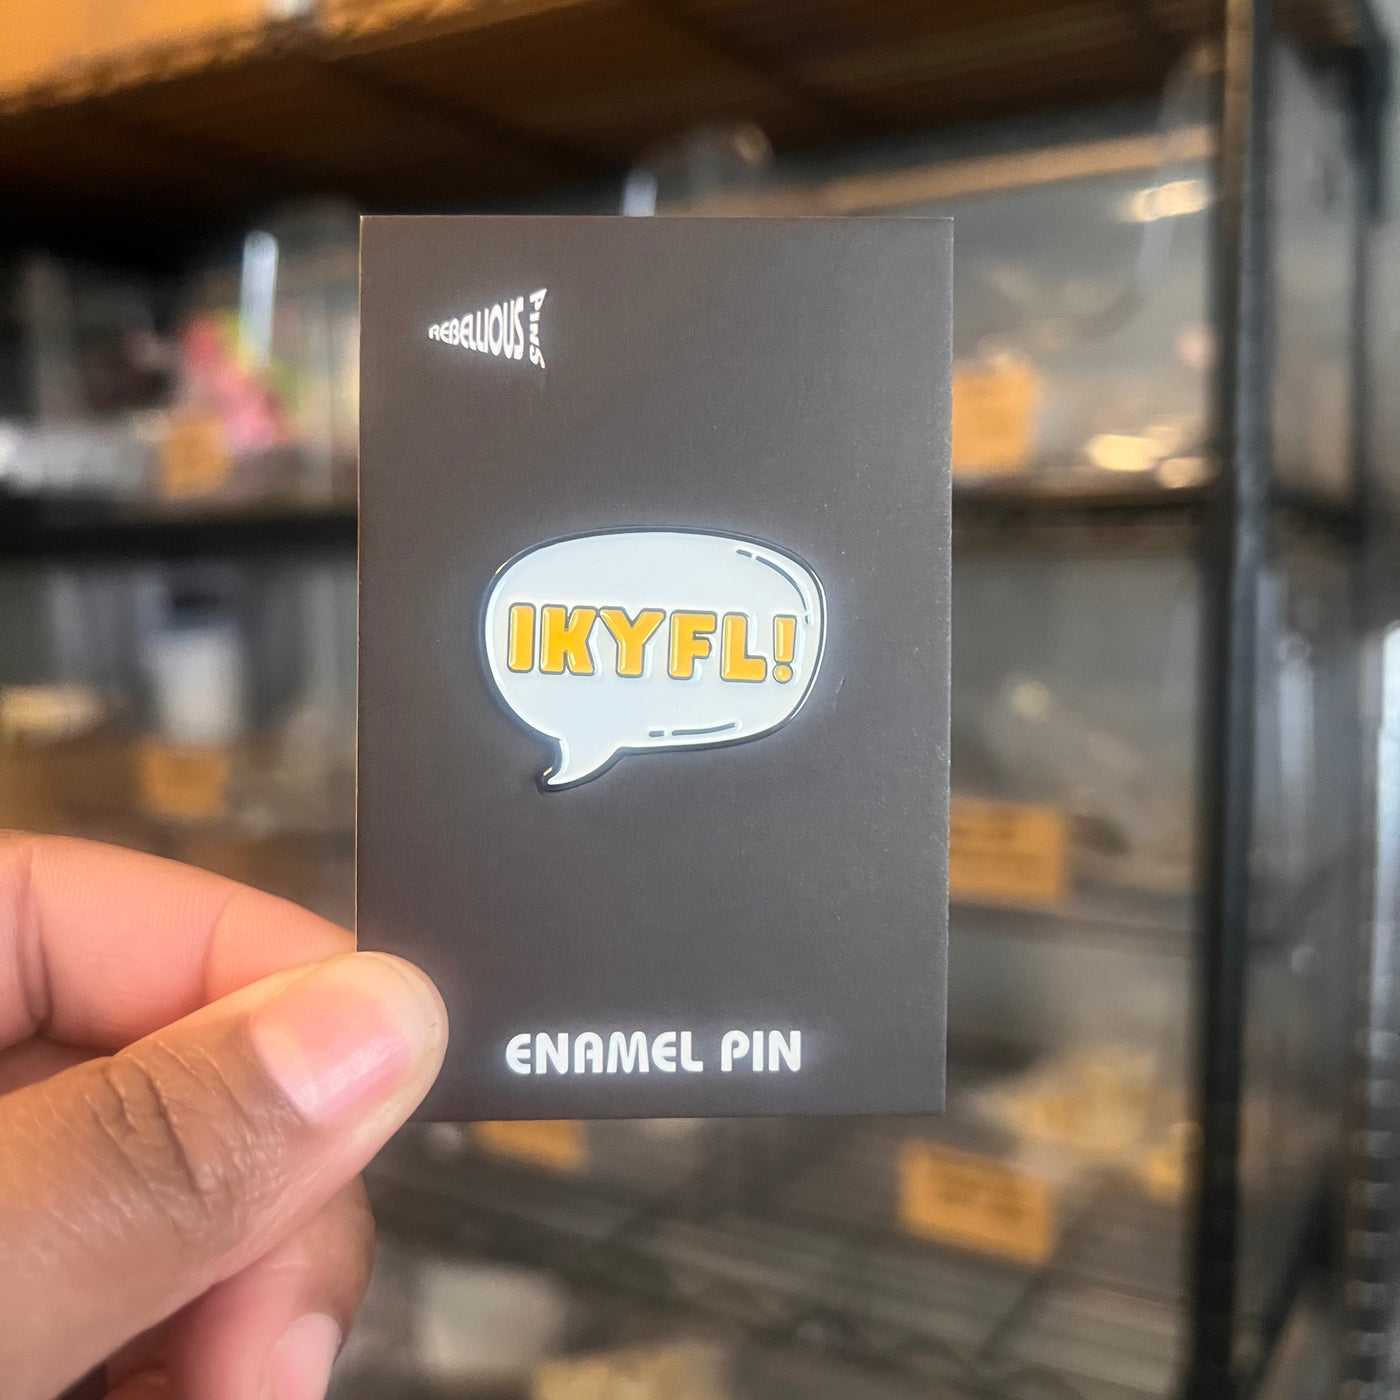 REBELLIOUS
PINS
IKYFL!
ENAMEL PIN